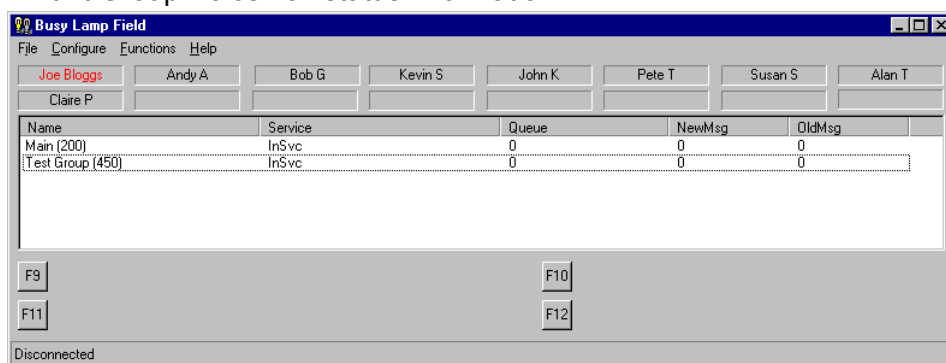 Busy Lamp Field
File Configure Functions Help
Joe Bloggs Andy A Bob G Kevin S John K Pete T Susan S Alan T
Claire P
Name Service Queue NewMsg OldMsg
Main (200) InSvc 0 0 0
Test Group (450) InSvc 0 0 0
F9 F10
F11 F12
Disconnected